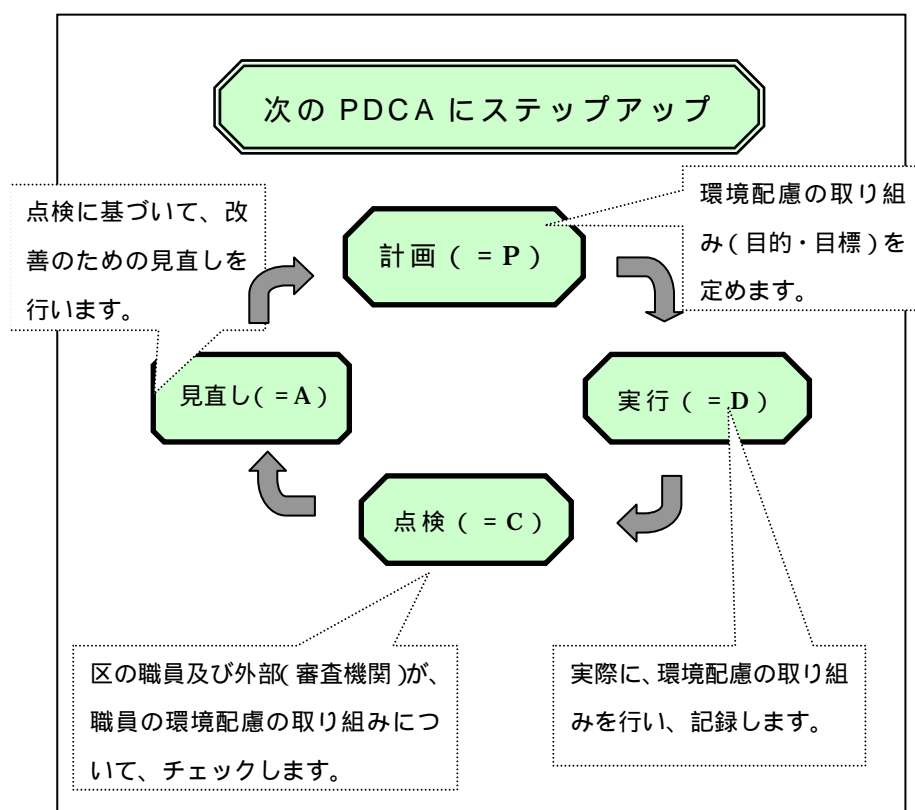 次の PDCA にステップアップ
点検に基づいて、改
善のための見直しを
行います。
計画（＝P）
環境配慮の取り組
み（目的・目標）を
定めます。
見直し（＝A）
実行（＝D）
点検（＝C）
区の職員及び外部（審査機関）が、
職員の環境配慮の取り組みにつ
いて、チェックします。
実際に、環境配慮の取り組
みを行い、記録します。